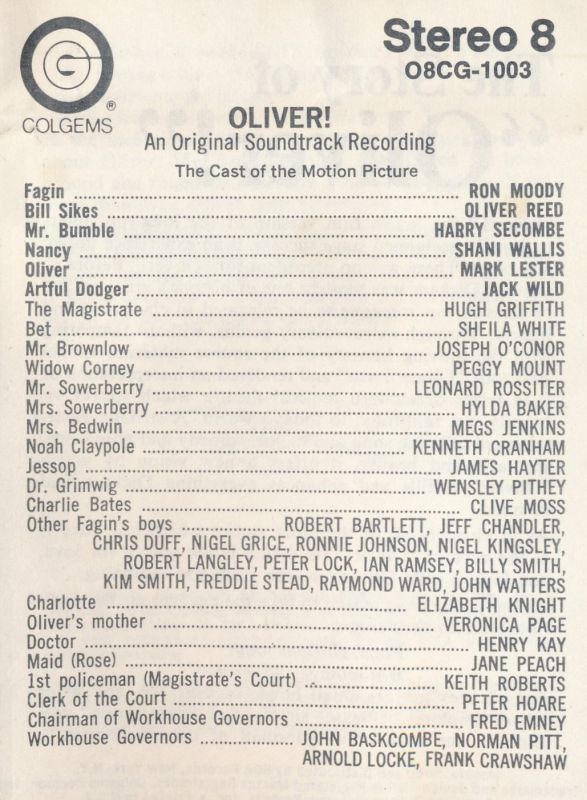 Stereo 8
O8CG-1003
G
®
COLGEMS
OLIVER!
An Original Soundtrack Recording
The Cast of the Motion Picture
Fagin ........ RON MOODY
Bill Sikes ........ OLIVER REED
Mr. Bumble ........ HARRY SECOMBE
Nancy ........ SHANI WALLIS
Oliver ........ MARK LESTER
Artful Dodger ........ JACK WILD
The Magistrate ........ HUGH GRIFFITH
Bet ........ SHEILA WHITE
Mr. Brownlow ........ JOSEPH O'CONOR
Widow Corney ........ PEGGY MOUNT
Mr. Sowerberry ........ LEONARD ROSSITER
Mrs. Sowerberry ........ HYLDA BAKER
Mrs. Bedwin ........ MEGS JENKINS
Noah Claypole ........ KENNETH CRANHAM
Jessop ........ JAMES HAYTER
Dr. Grimwig ........ WENSLEY PITHEY
Charlie Bates ........ CLIVE MOSS
Other Fagin's boys ........ ROBERT BARTLETT, JEFF CHANDLER,
CHRIS DUFF, NIGEL GRICE, RONNIE JOHNSON, NIGEL KINGSLEY,
ROBERT LANGLEY, PETER LOCK, IAN RAMSEY, BILLY SMITH,
KIM SMITH, FREDDIE STEAD, RAYMOND WARD, JOHN WATTERS
Charlotte ........ ELIZABETH KNIGHT
Oliver's mother ........ VERONICA PAGE
Doctor ........ HENRY KAY
Maid (Rose) ........ JANE PEACH
1st policeman (Magistrate's Court) ........ KEITH ROBERTS
Clerk of the Court ........ PETER HOARE
Chairman of Workhouse Governors ........ FRED EMNEY
Workhouse Governors ........ JOHN BASKCOMBE, NORMAN PITT,
ARNOLD LOCKE, FRANK CRAWSHAW